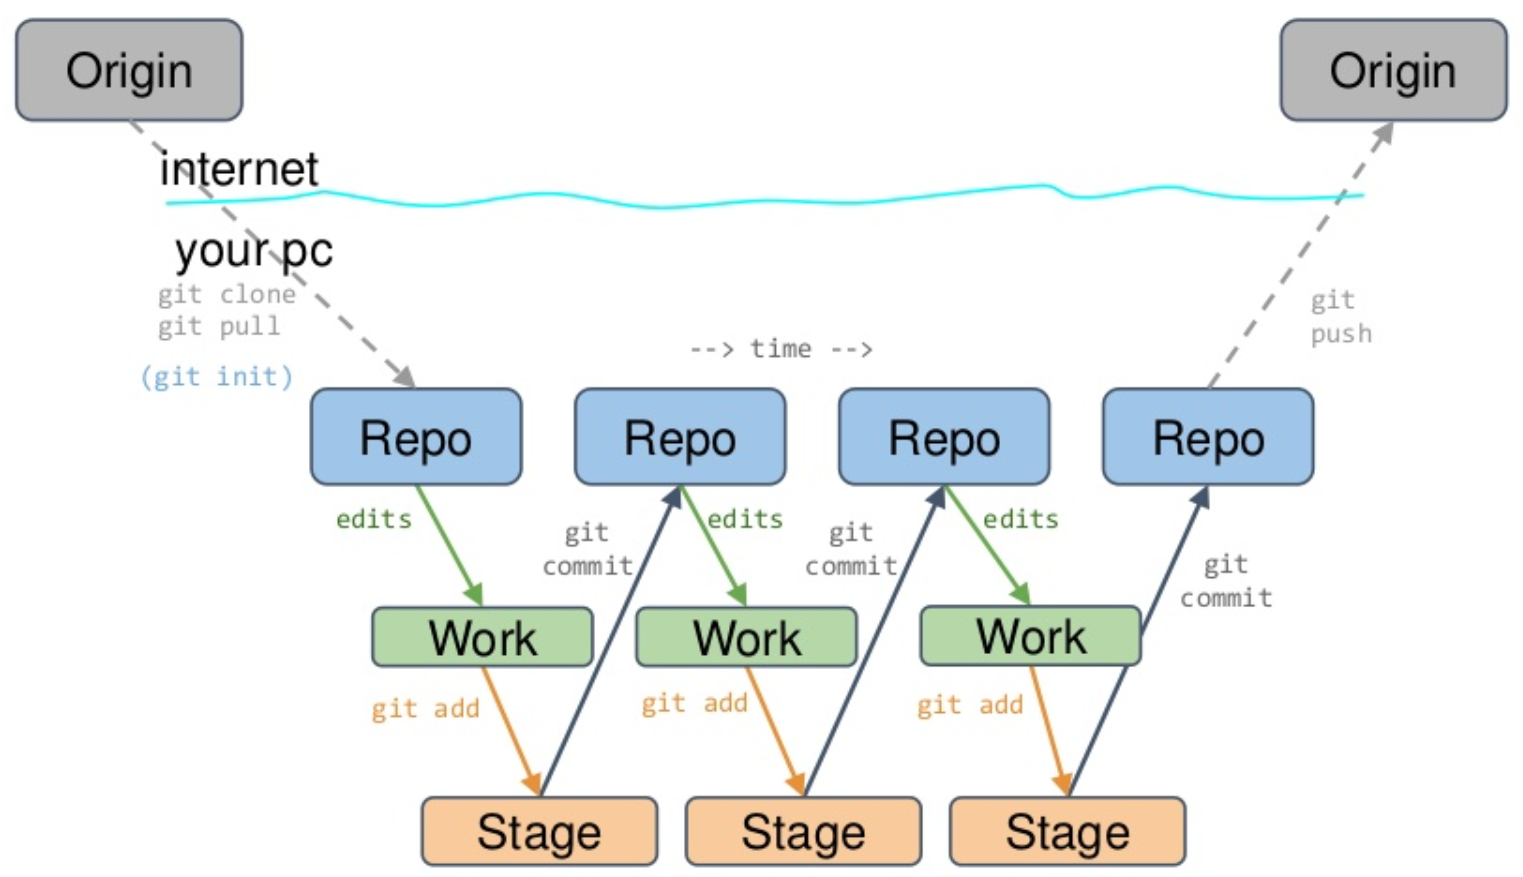 Origin
Origin
internet
your pc
git clone
git pull
(git init)
--> time -->
git
push
Repo
Repo
Repo
Repo
edits
git
commit
edits
git
commit
edits
git
commit
Work
Work
Work
git add
git add
git add
Stage
Stage
Stage